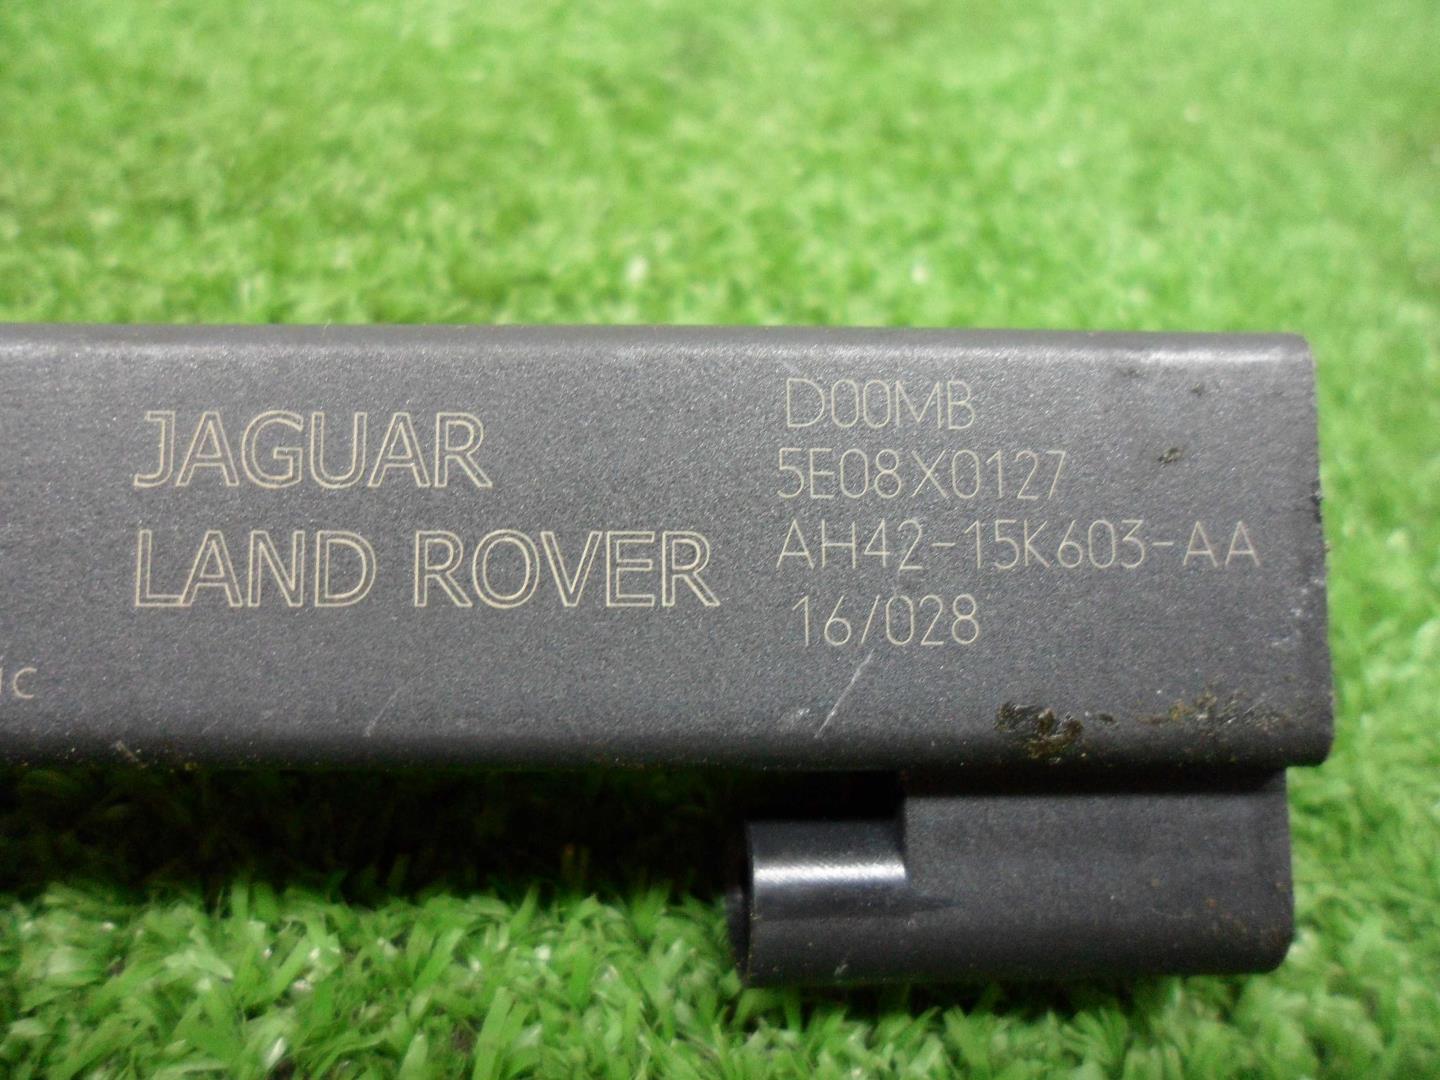 JAGUAR
LAND ROVER
D00MB
5E08X0127
AH42-15K603-AA
16/028